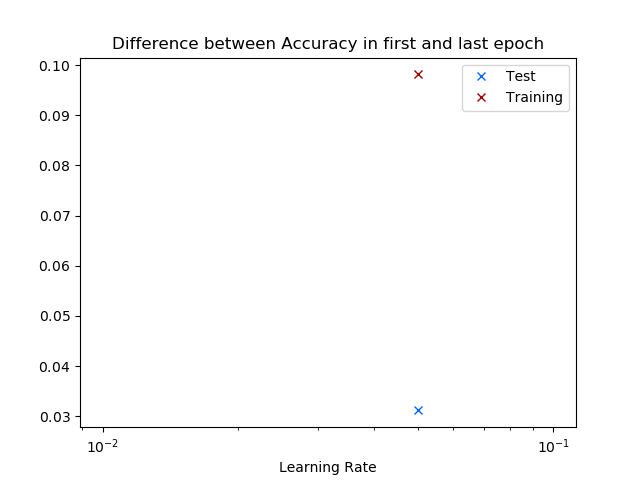 Difference between Accuracy in first and last epoch
Test
Training
0.10
0.09
0.08
0.07
0.06
0.05
0.04
0.03
10⁻² 10⁻¹
Learning Rate